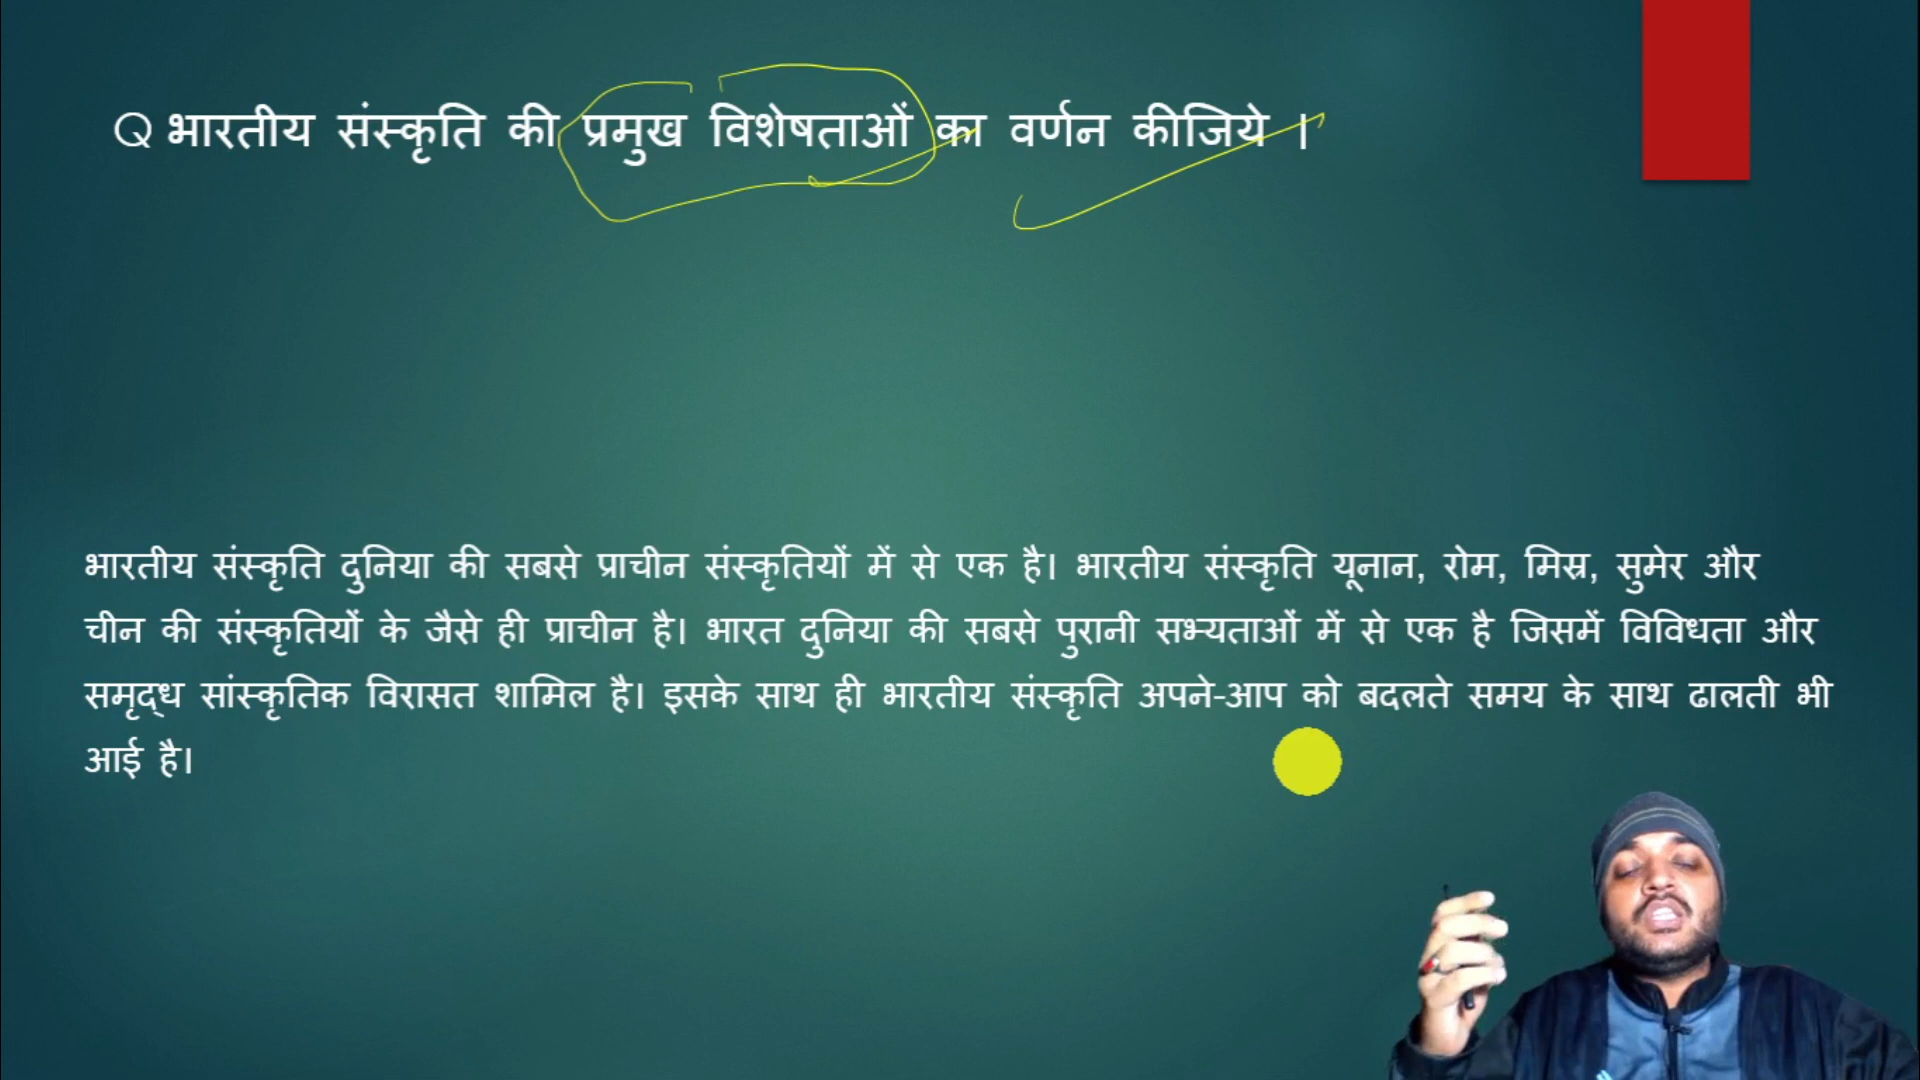 Q भारतीय संस्कृति की प्रमुख विशेषताओं का वर्णन कीजिये ।
भारतीय संस्कृति दुनिया की सबसे प्राचीन संस्कृतियों में से एक है। भारतीय संस्कृति यूनान, रोम, मिस्र, सुमेर और
चीन की संस्कृतियों के जैसे ही प्राचीन है। भारत दुनिया की सबसे पुरानी सभ्यताओं में से एक है जिसमें विविधता और
समृद्ध सांस्कृतिक विरासत शामिल है। इसके साथ ही भारतीय संस्कृति अपने-आप को बदलते समय के साथ ढालती भी
आई है।